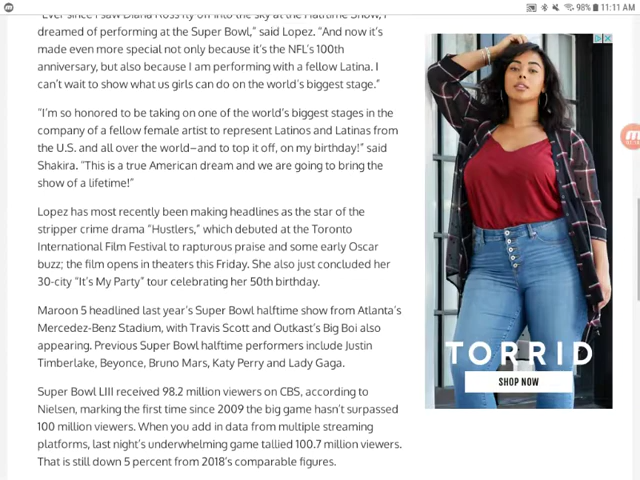 98% 11:11 AM
"Ever since I saw Diana Ross fly off into the sky at the Halftime Show, I
dreamed of performing at the Super Bowl," said Lopez. "And now it's
made even more special not only because it's the NFL's 100th
anniversary, but also because I am performing with a fellow Latina. I
can't wait to show what us girls can do on the world's biggest stage."
"I'm so honored to be taking on one of the world's biggest stages in the
company of a fellow female artist to represent Latinos and Latinas from
the U.S. and all over the world–and to top it off, on my birthday!" said
Shakira. "This is a true American dream and we are going to bring the
show of a lifetime!"
Lopez has most recently been making headlines as the star of the
stripper crime drama "Hustlers," which debuted at the Toronto
International Film Festival to rapturous praise and some early Oscar
buzz; the film opens in theaters this Friday. She also just concluded her
30-city "It's My Party" tour celebrating her 50th birthday.
Maroon 5 headlined last year's Super Bowl halftime show from Atlanta's
Mercedez-Benz Stadium, with Travis Scott and Outkast's Big Boi also
appearing. Previous Super Bowl halftime performers include Justin
Timberlake, Beyonce, Bruno Mars, Katy Perry and Lady Gaga.
Super Bowl LIII received 98.2 million viewers on CBS, according to
Nielsen, marking the first time since 2009 the big game hasn't surpassed
100 million viewers. When you add in data from multiple streaming
platforms, last night's underwhelming game tallied 100.7 million viewers.
That is still down 5 percent from 2018's comparable figures.
TORRID
SHOP NOW